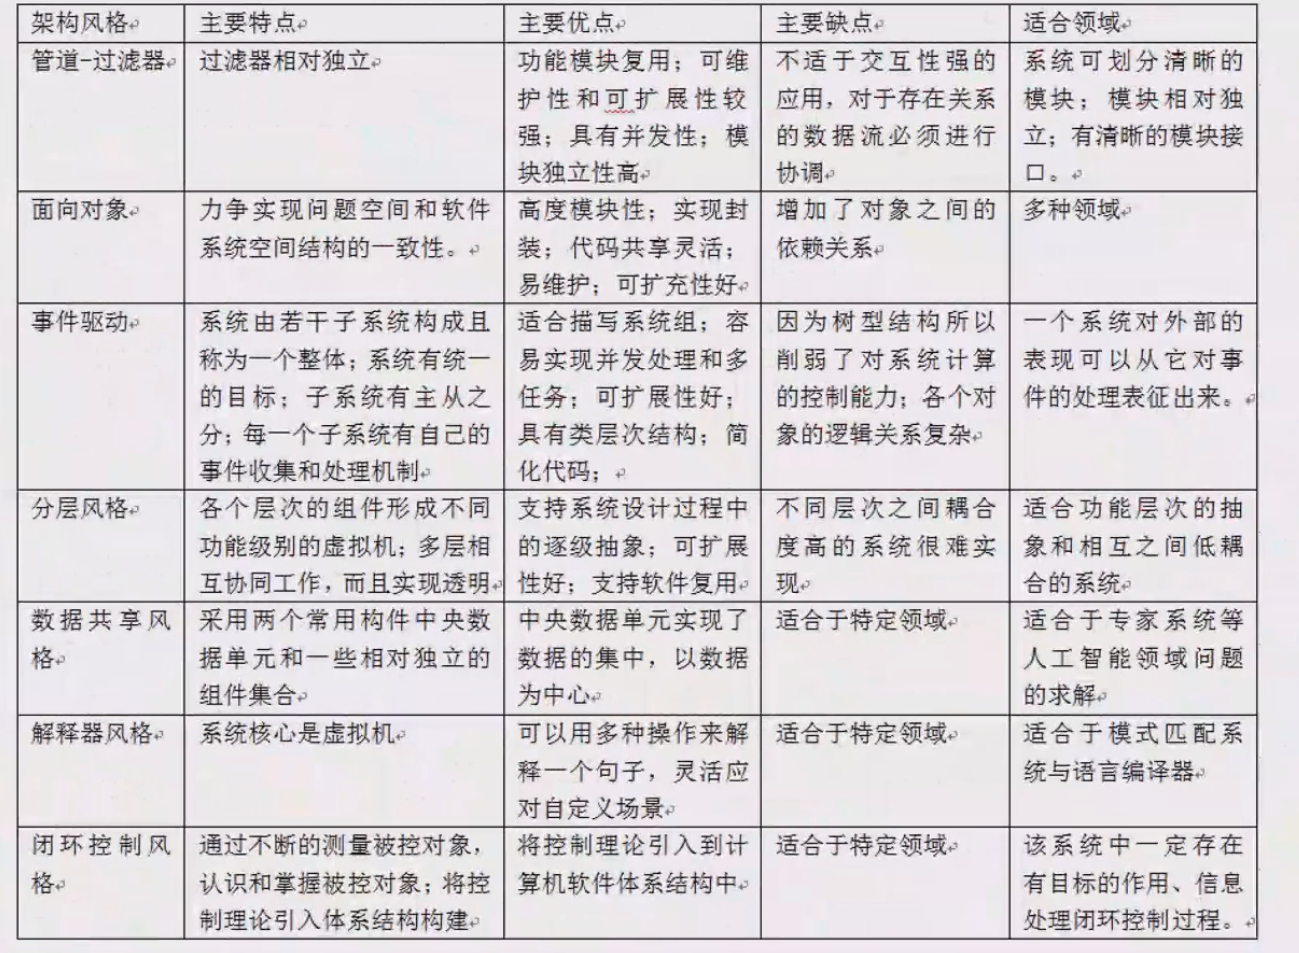 架构风格
主要特点
主要优点
主要缺点
适合领域
管道-过滤器
过滤器相对独立
功能模块复用；可维
护性和可扩展性较
强；具有并发性；模
块独立性高
不适于交互性强的
应用，对于存在关系
的数据流必须进行
协调
系统可划分清晰的
模块；模块相对独
立；有清晰的模块接
口。
面向对象
力争实现问题空间和软件
系统空间结构的一致性。
高度模块性；实现封
装；代码共享灵活；
易维护；可扩充性好
增加了对象之间的
依赖关系
多种领域
事件驱动
系统由若干子系统构成且
称为一个整体；系统有统一
的目标；子系统有主从之
分；每一个子系统有自己的
事件收集和处理机制
适合描写系统组；容
易实现并发处理和多
任务；可扩展性好；
具有类层次结构；简
化代码；
因为树型结构所以
削弱了对系统计算
的控制能力；各个对
象的逻辑关系复杂
一个系统对外部的
表现可以从它对事
件的处理表征出来。
分层风格
各个层次的组件形成不同
功能级别的虚拟机；多层相
互协同工作，而且实现透明
支持系统设计过程中
的逐级抽象；可扩展
性好；支持软件复用
不同层次之间耦合
度高的系统很难实
现
适合功能层次的抽
象和相互之间低耦
合的系统
数据共享风
格
采用两个常用构件中央数
据单元和一些相对独立的
组件集合
中央数据单元实现了
数据的集中，以数据
为中心
适合于特定领域
适合于专家系统等
人工智能领域问题
的求解
解释器风格
系统核心是虚拟机
可以用多种操作来解
释一个句子，灵活应
对自定义场景
适合于特定领域
适合于模式匹配系
统与语言编译器
闭环控制风
格
通过不断的测量被控对象，
认识和掌握被控对象；将控
制理论引入体系结构构建
将控制理论引入到计
算机软件体系结构中
适合于特定领域
该系统中一定存在
有目标的作用、信息
处理闭环控制过程。